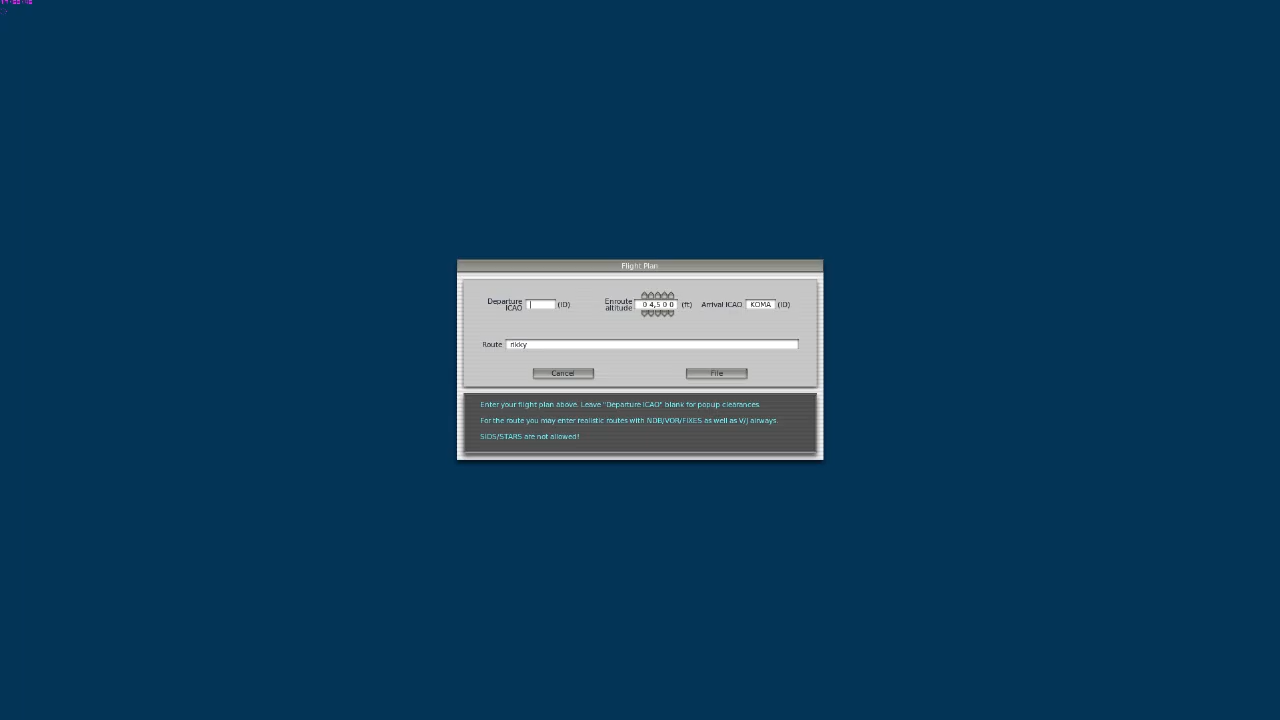 Flight Plan
Departure ICAO (ID) Enroute altitude 0 4,5 0 0 (ft) Arrival ICAO KOMA (ID)
Route rikky
Cancel File
Enter your flight plan above. Leave "Departure ICAO" blank for popup clearances.
For the route you may enter realistic routes with NDB/VOR/FIXES as well as V/J airways.
SIDS/STARS are not allowed!